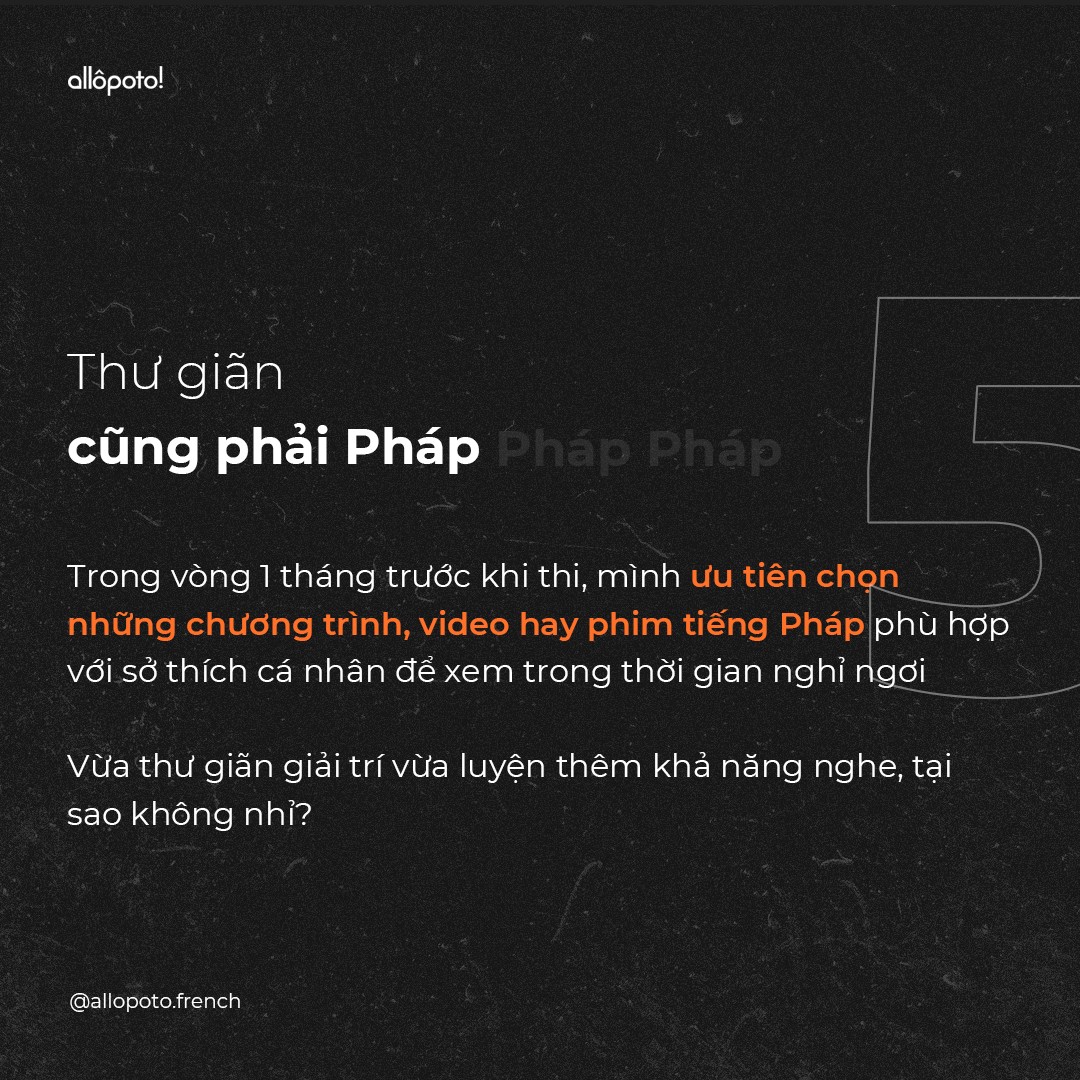 allôpoto!
Thư giãn
cũng phải Pháp Pháp Pháp
5
Trong vòng 1 tháng trước khi thi, mình ưu tiên chọn
những chương trình, video hay phim tiếng Pháp phù hợp
với sở thích cá nhân để xem trong thời gian nghỉ ngơi
Vừa thư giãn giải trí vừa luyện thêm khả năng nghe, tại
sao không nhỉ?
@allopoto.french